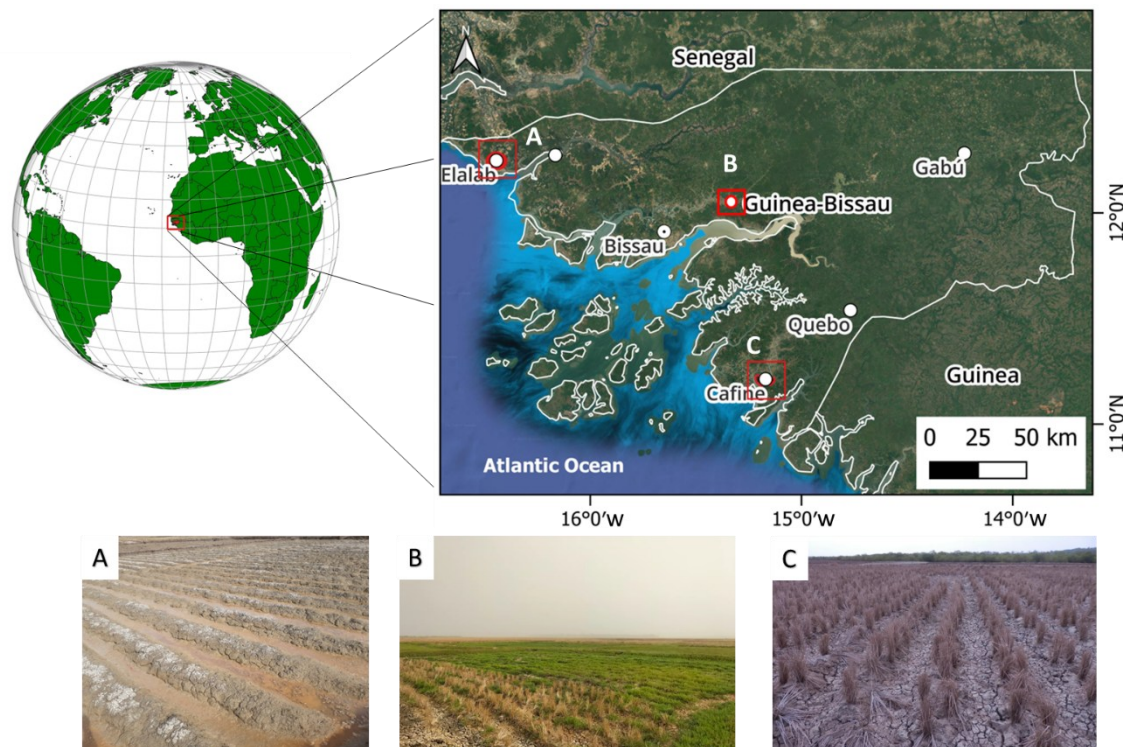 N
Senegal
A
Elalab
B
Gabú
Guinea-Bissau
Bissau
12°0'N
Quebo
C
Cafine
Guinea
0 25 50 km
11°0'N
Atlantic Ocean
16°0'W 15°0'W 14°0'W
A B C